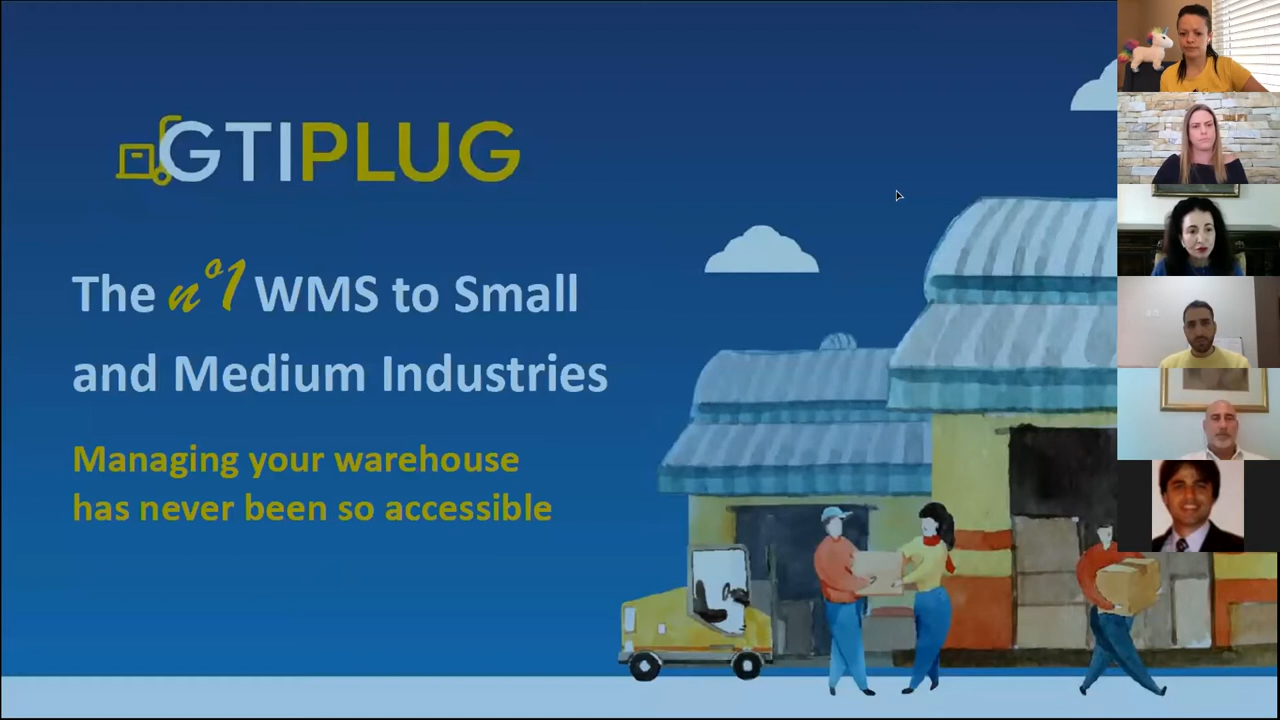 GTIPLUG
The nº1 WMS to Small
and Medium Industries
Managing your warehouse
has never been so accessible